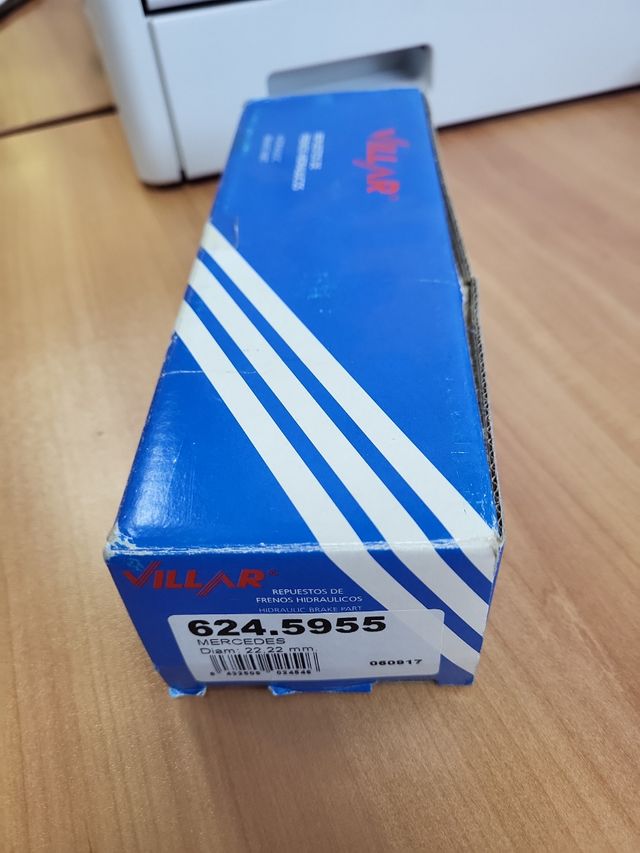 VILLAR®
VILLAR®
REPUESTOS DE
FRENOS HIDRAULICOS
HIDRAULIC BRAKE PART
624.5955
MERCEDES
Diam: 22,22 mm.
060917